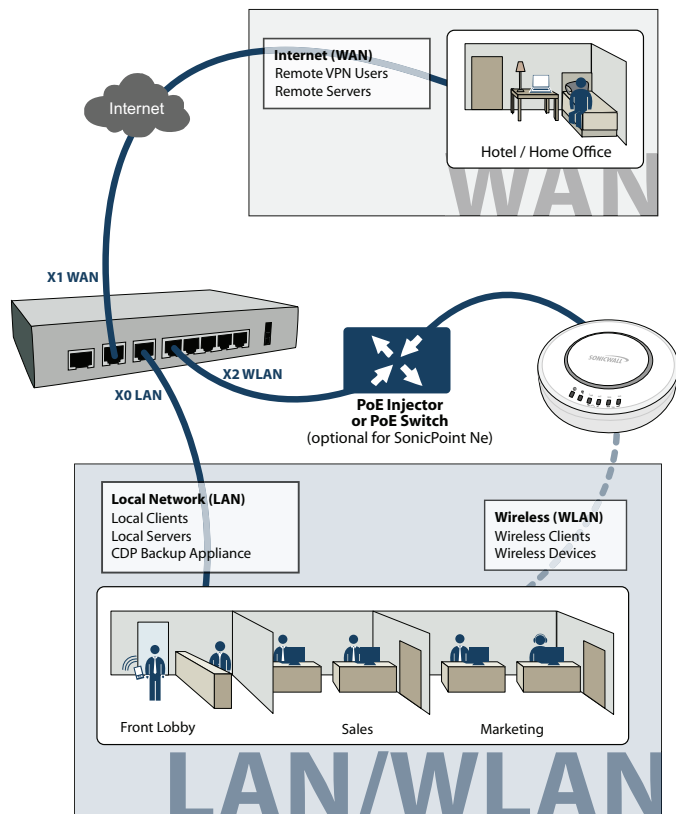 Internet (WAN)
Remote VPN Users
Remote Servers
Internet
Hotel / Home Office
WAN
X1 WAN
X2 WLAN
X0 LAN
PoE Injector
or PoE Switch
(optional for SonicPoint Ne)
SONICWALL
Local Network (LAN)
Local Clients
Local Servers
CDP Backup Appliance
Wireless (WLAN)
Wireless Clients
Wireless Devices
Front Lobby
Sales
Marketing
LAN/WLAN